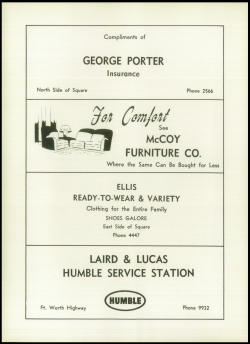 Compliments of
GEORGE PORTER
Insurance
North Side of Square Phone 2566
For Comfort
See
McCOY
FURNITURE CO.
Where the Same Can Be Bought for Less
ELLIS
READY-TO-WEAR & VARIETY
Clothing for the Entire Family
SHOES GALORE
East Side of Square
Phone 4447
LAIRD & LUCAS
HUMBLE SERVICE STATION
HUMBLE
Ft. Worth Highway Phone 9932